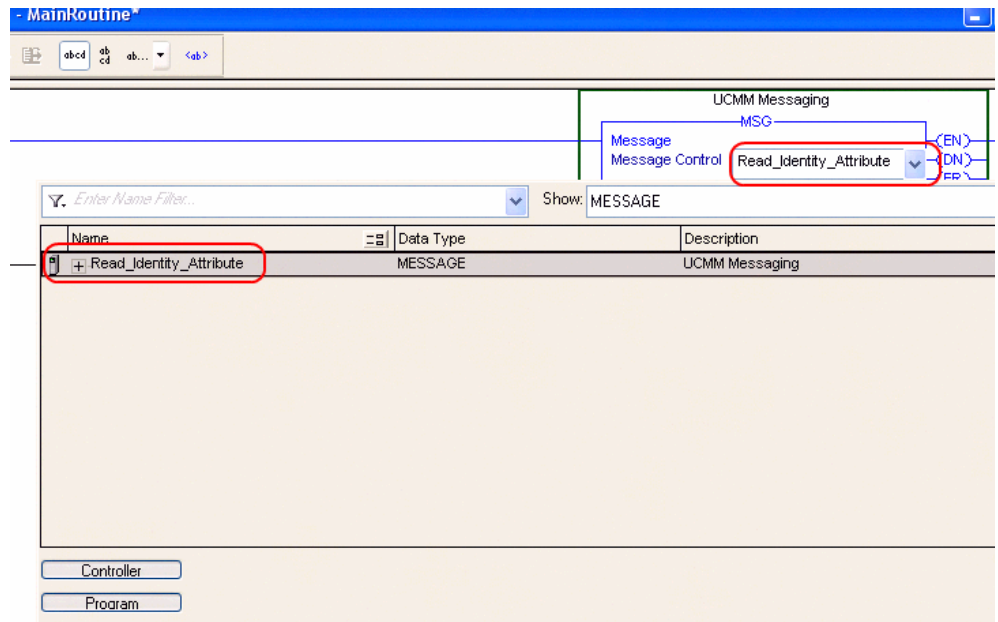 - MainRoutine*
abcd ab cd ab... <ab>
UCMM Messaging
MSG
Message
Message Control Read_Identity_Attribute
(EN)
(DN)
(ER)
Enter Name Filter... Show: MESSAGE
Name Data Type Description
Read_Identity_Attribute MESSAGE UCMM Messaging
Controller
Program